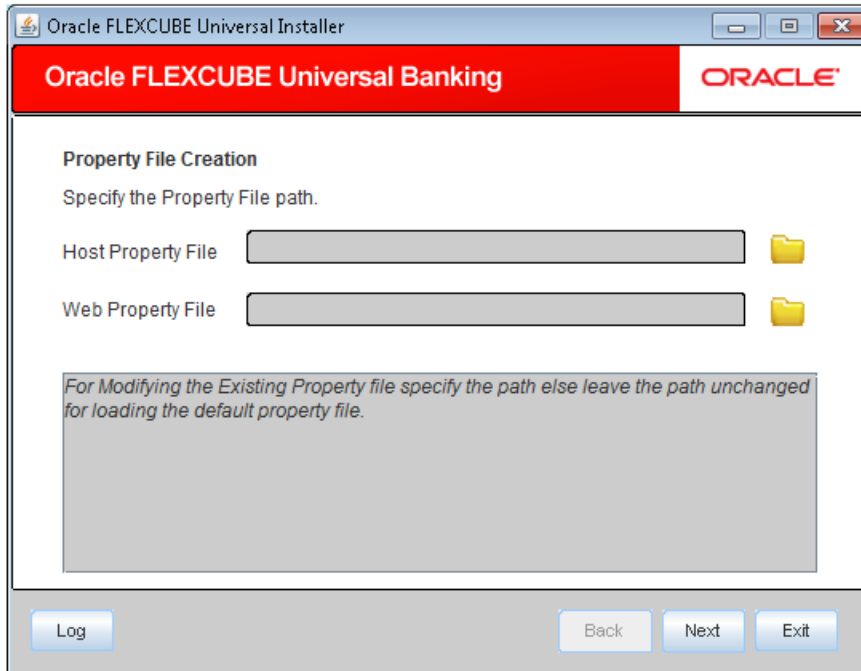 Oracle FLEXCUBE Universal Installer
Oracle FLEXCUBE Universal Banking
ORACLE
Property File Creation
Specify the Property File path.
Host Property File
Web Property File
For Modifying the Existing Property file specify the path else leave the path unchanged
for loading the default property file.
Log
Back
Next
Exit